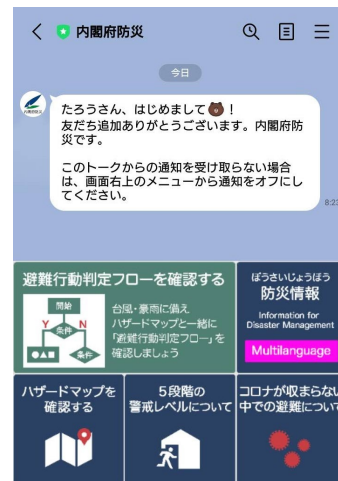 内閣府防災
今日
たろうさん、はじめまして！
友だち追加ありがとうございます。内閣府防
災です。
このトークからの通知を受け取らない場合
は、画面右上のメニューから通知をオフにし
てください。
8:23
避難行動判定フローを確認する
開始
Y 条件 N
条件
台風・豪雨に備え
ハザードマップと一緒に
「避難行動判定フロー」を
確認しましょう
ぼうさいじょうほう
防災情報
Information for
Disaster Management
Multilanguage
ハザードマップを
確認する
5段階の
警戒レベルについて
コロナが収まらない
中での避難について